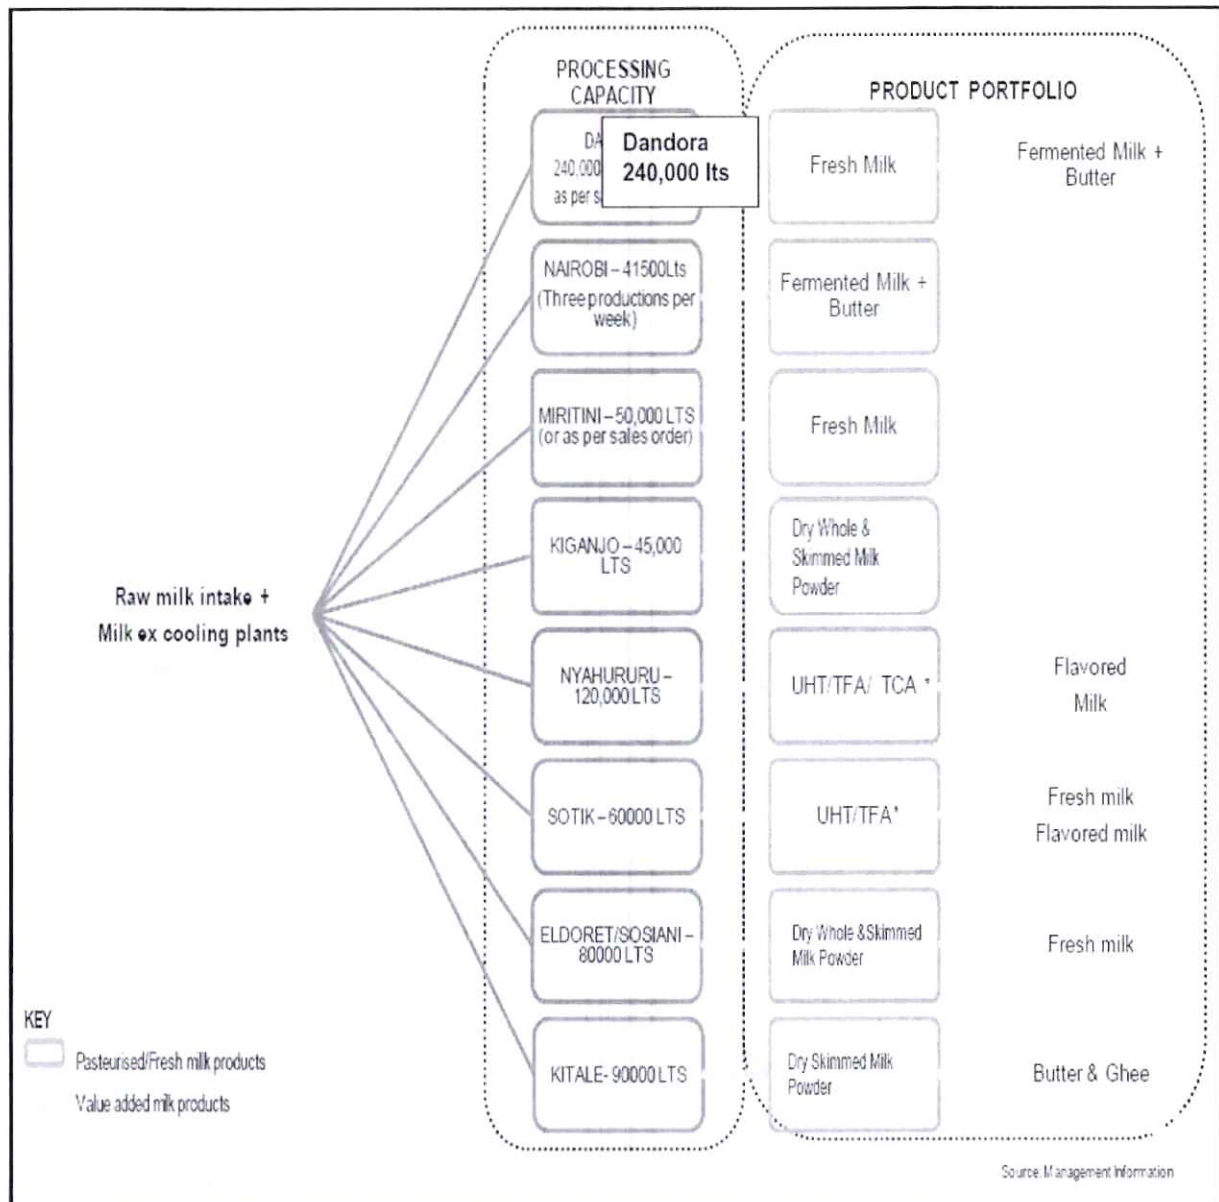 PROCESSING
CAPACITY
PRODUCT PORTFOLIO
DA
240,000
as per s
Dandora
240,000 lts
Fresh Milk
Fermented Milk +
Butter
NAIROBI – 41500Lts
(Three productions per
week)
Fermented Milk +
Butter
MIRITINI – 50,000 LTS
(or as per sales order)
Fresh Milk
KIGANJO – 45,000
LTS
Dry Whole &
Skimmed Milk
Powder
Raw milk intake +
Milk ex cooling plants
NYAHURURU –
120,000 LTS
UHT/TFA/ TCA *
Flavored
Milk
SOTIK – 60000 LTS
UHT/TFA*
Fresh milk
Flavored milk
ELDORET/SOSIANI –
80000 LTS
Dry Whole & Skimmed
Milk Powder
Fresh milk
KITALE- 90000 LTS
Dry Skimmed Milk
Powder
Butter & Ghee
KEY
Pasteurised/Fresh milk products
Value added milk products
Source: Management Information